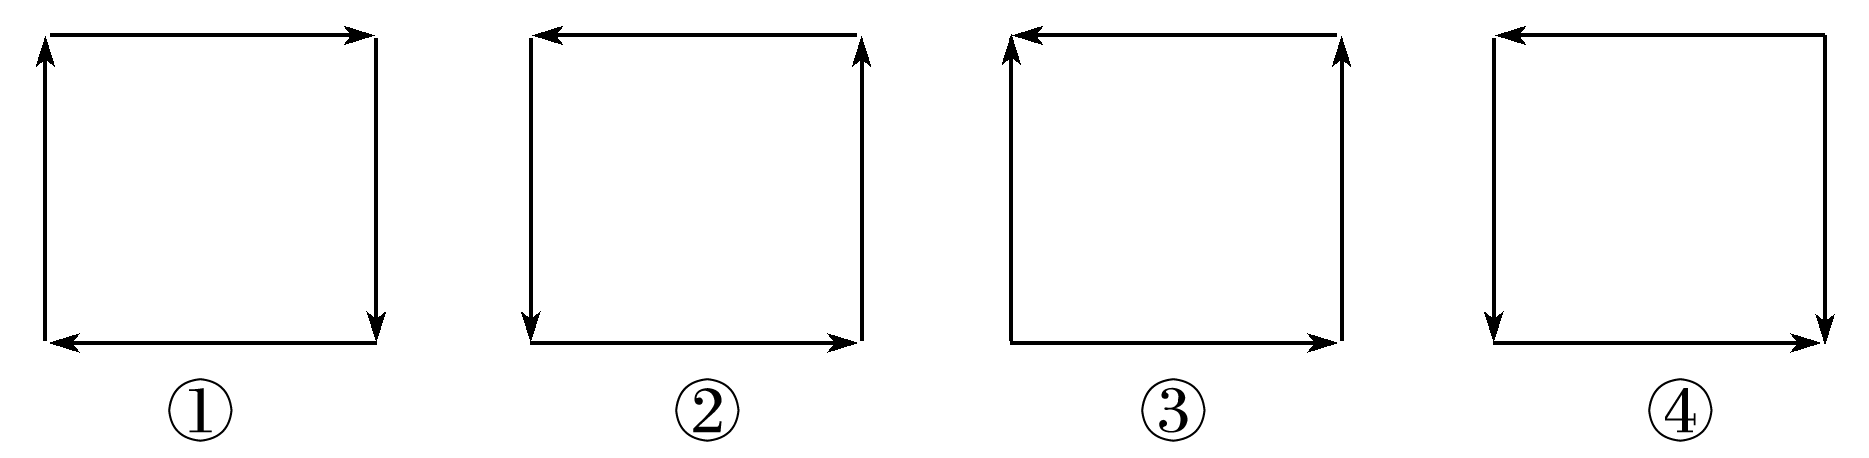 ① ② ③ ④